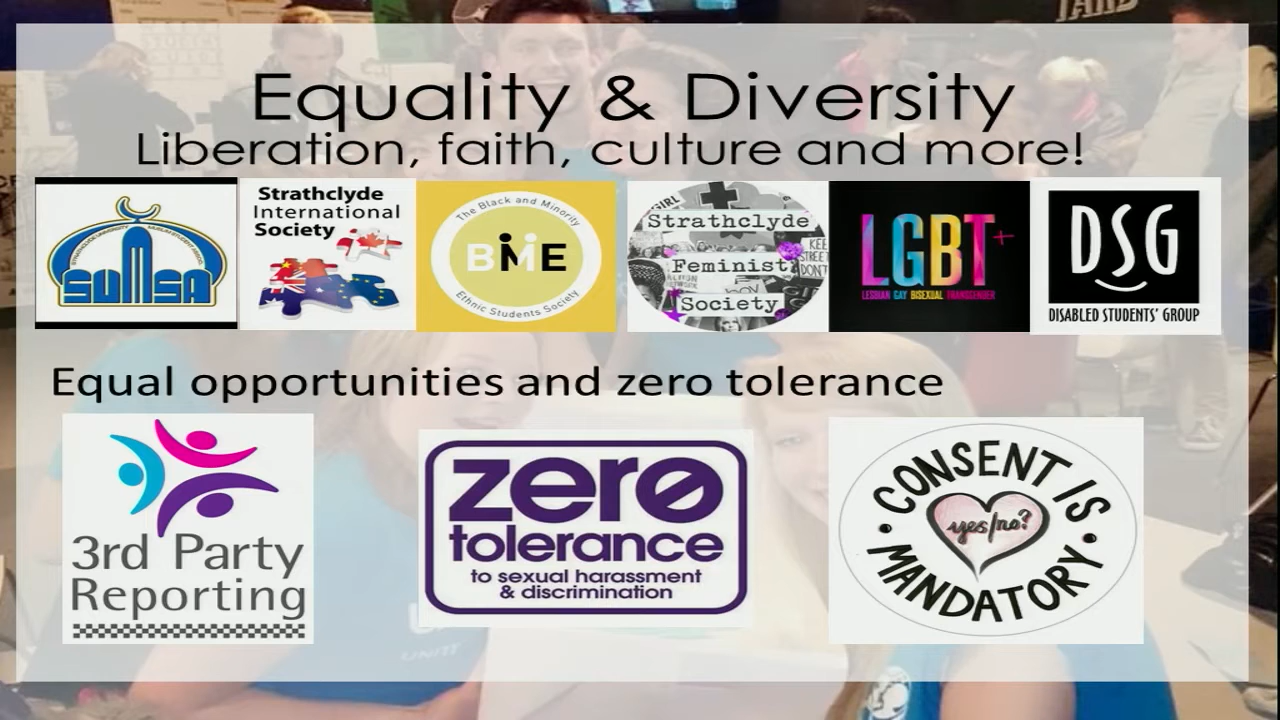 Equality & Diversity
Liberation, faith, culture and more!
SUMSA
Strathclyde
International
Society
The Black and Minority
BME
Ethnic Students Society
Strathclyde
Feminist
Society
LGBT+
LESBIAN GAY BISEXUAL TRANSGENDER
DSG
DISABLED STUDENTS' GROUP
Equal opportunities and zero tolerance
3rd Party
Reporting
zero
tolerance
to sexual harassment
& discrimination
CONSENT IS
yes/no?
MANDATORY